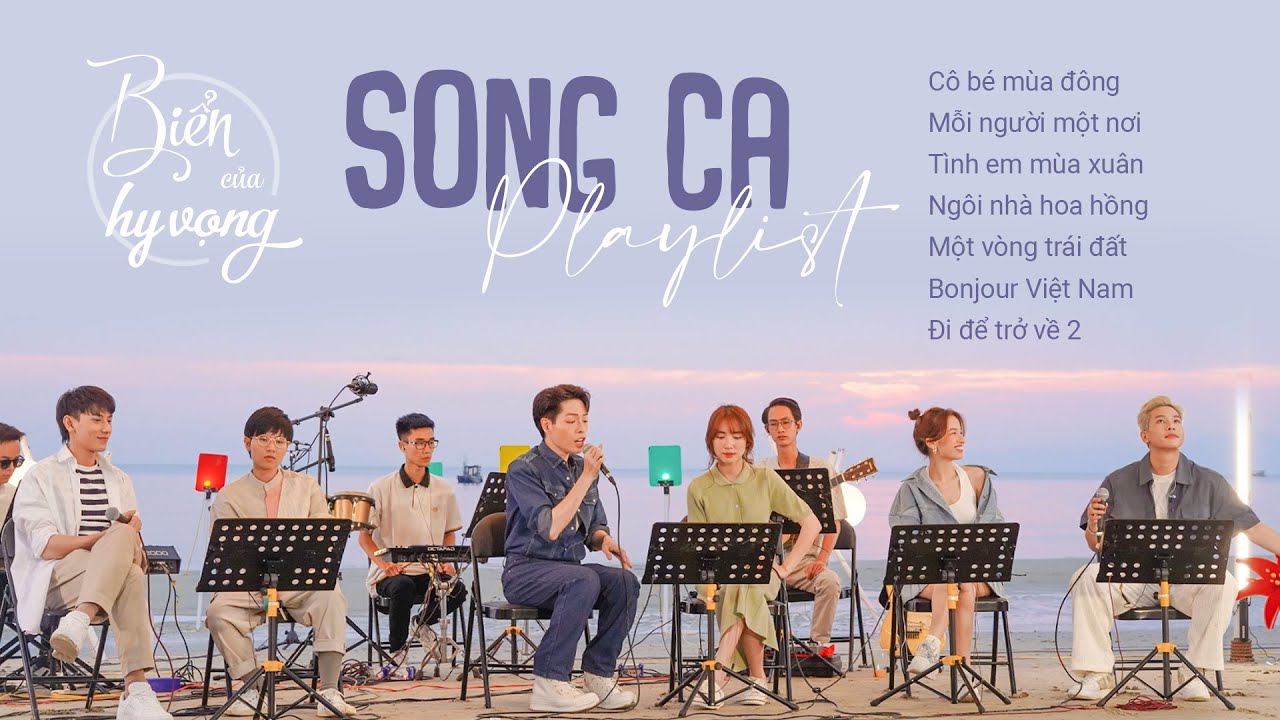 Biển
của
hy vọng
SONG CA
Playlist
Cô bé mùa đông
Mỗi người một nơi
Tình em mùa xuân
Ngôi nhà hoa hồng
Một vòng trái đất
Bonjour Việt Nam
Đi để trở về 2
OCTAPAD